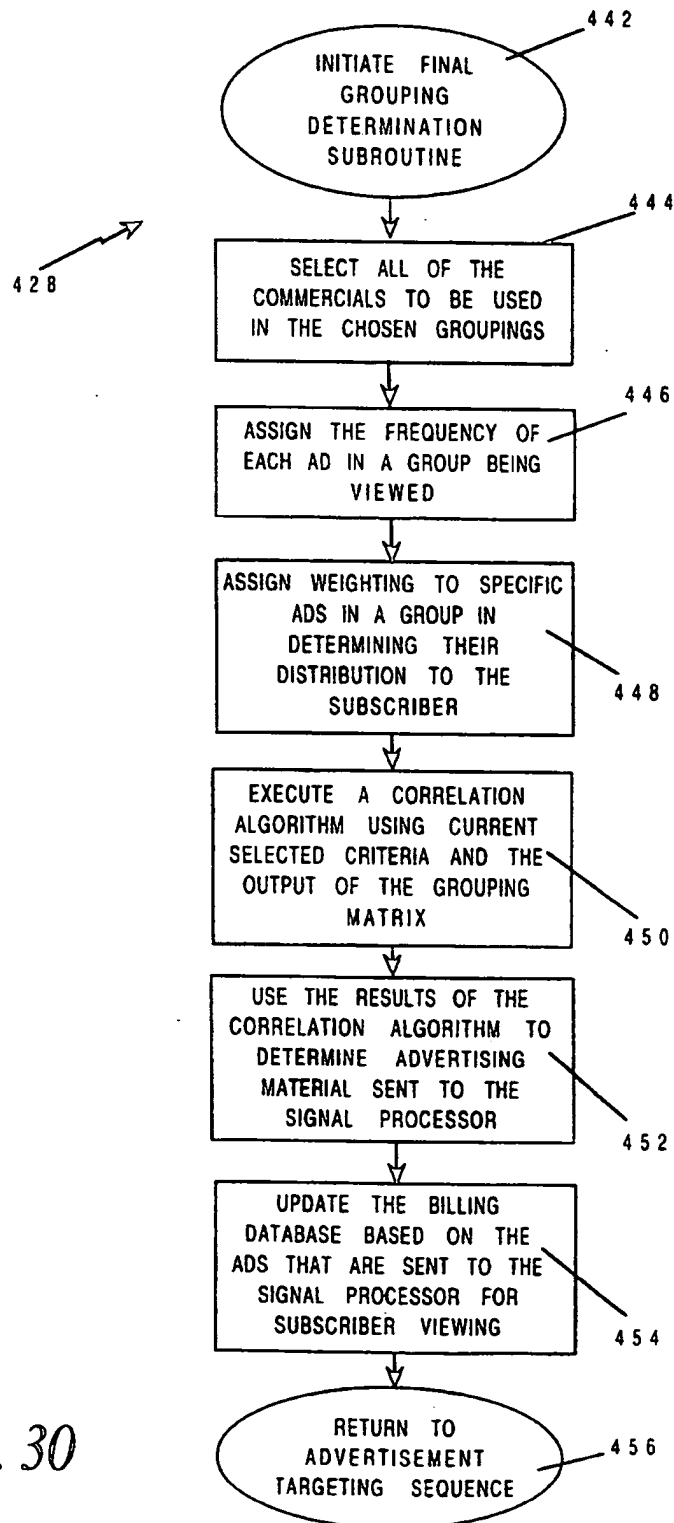 442
INITIATE FINAL
GROUPING
DETERMINATION
SUBROUTINE
428
444
SELECT ALL OF THE
COMMERCIALS TO BE USED
IN THE CHOSEN GROUPINGS
446
ASSIGN THE FREQUENCY OF
EACH AD IN A GROUP BEING
VIEWED
ASSIGN WEIGHTING TO SPECIFIC
ADS IN A GROUP IN
DETERMINING THEIR
DISTRIBUTION TO THE
SUBSCRIBER
448
EXECUTE A CORRELATION
ALGORITHM USING CURRENT
SELECTED CRITERIA AND THE
OUTPUT OF THE GROUPING
MATRIX
450
USE THE RESULTS OF THE
CORRELATION ALGORITHM TO
DETERMINE ADVERTISING
MATERIAL SENT TO THE
SIGNAL PROCESSOR
452
UPDATE THE BILLING
DATABASE BASED ON THE
ADS THAT ARE SENT TO THE
SIGNAL PROCESSOR FOR
SUBSCRIBER VIEWING
454
RETURN TO
ADVERTISEMENT
TARGETING SEQUENCE
456
. 30